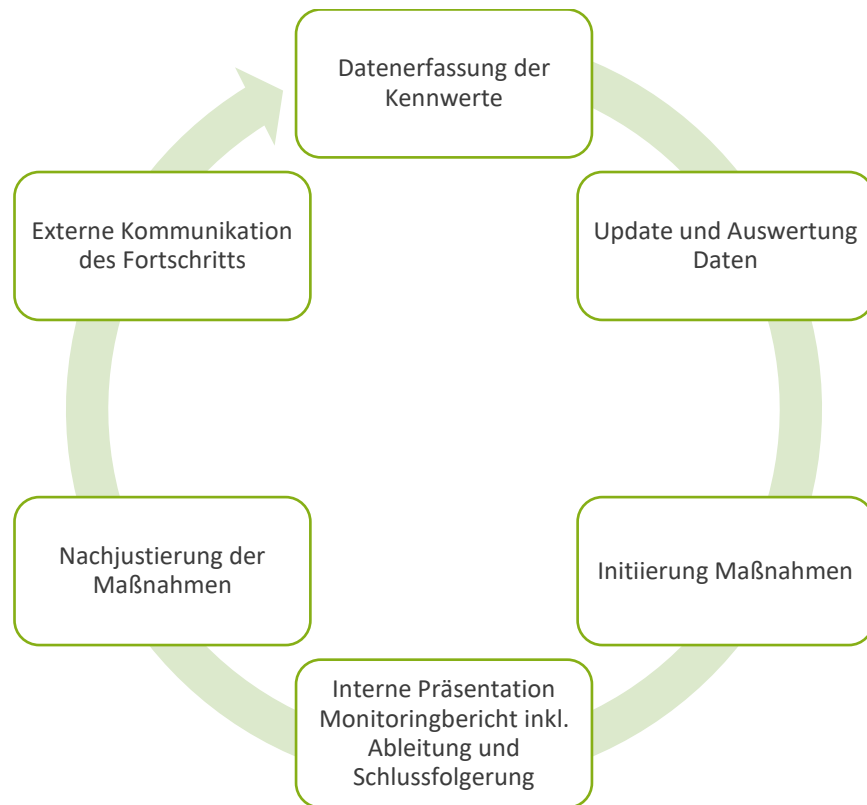 Datenerfassung der
Kennwerte
Update und Auswertung
Daten
Initiierung Maßnahmen
Interne Präsentation
Monitoringbericht inkl.
Ableitung und
Schlussfolgerung
Nachjustierung der
Maßnahmen
Externe Kommunikation
des Fortschritts